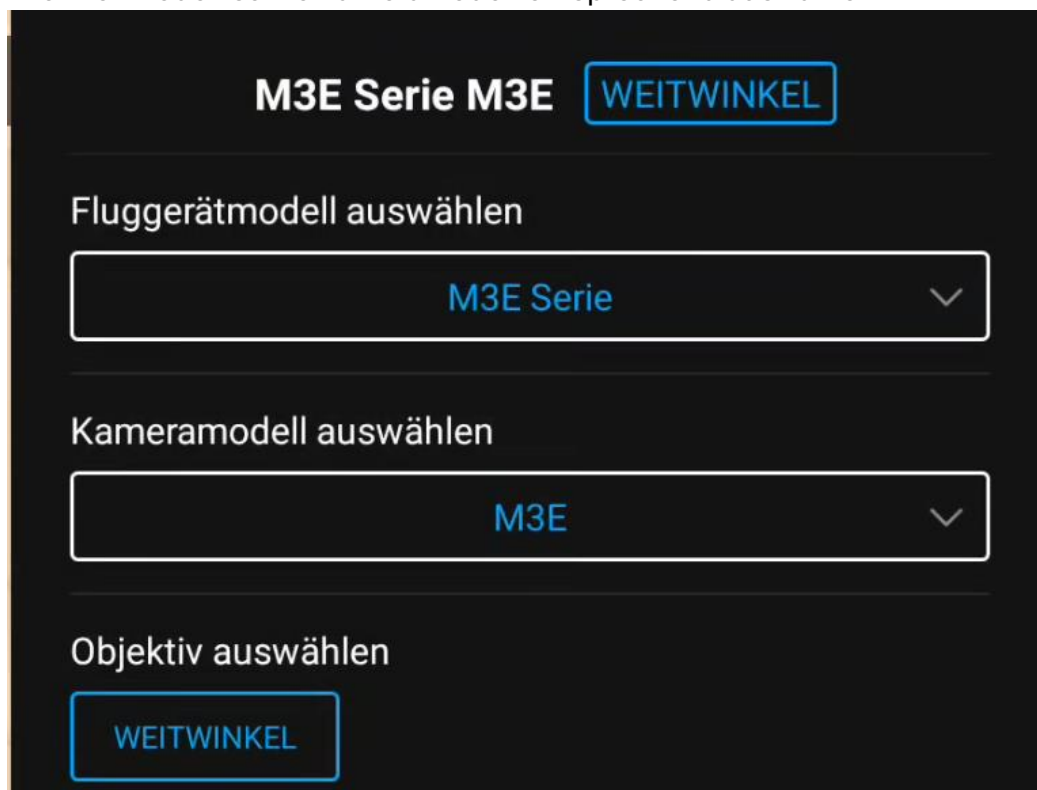 M3E Serie M3E WEITWINKEL
Fluggerätmodell auswählen
M3E Serie
Kameramodell auswählen
M3E
Objektiv auswählen
WEITWINKEL